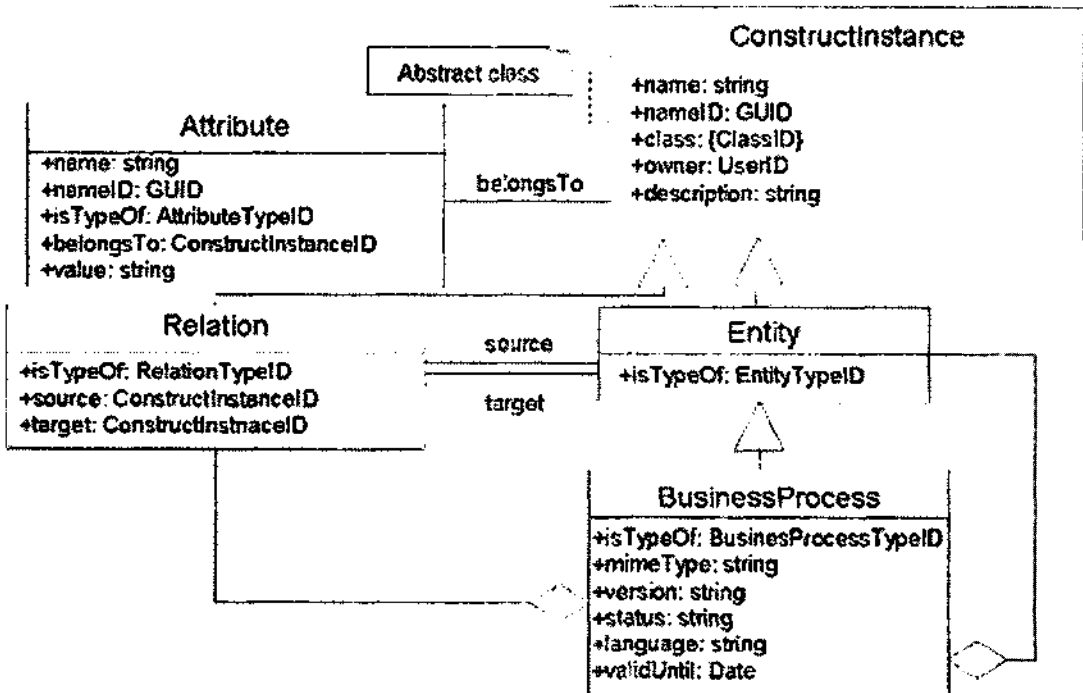 ConstructInstance
+name: string
+nameID: GUID
+class: {ClassID}
+owner: UserID
+description: string
Abstract class
Attribute
+name: string
+nameID: GUID
+isTypeOf: AttributeTypeID
+belongsTo: ConstructInstanceID
+value: string
belongsTo
Relation
+isTypeOf: RelationTypeID
+source: ConstructInstanceID
+target: ConstructInstnaceID
source
target
Entity
+isTypeOf: EntityTypeID
BusinessProcess
+isTypeOf: BusinesProcessTypeID
+mimeType: string
+version: string
+status: string
+language: string
+validUntil: Date